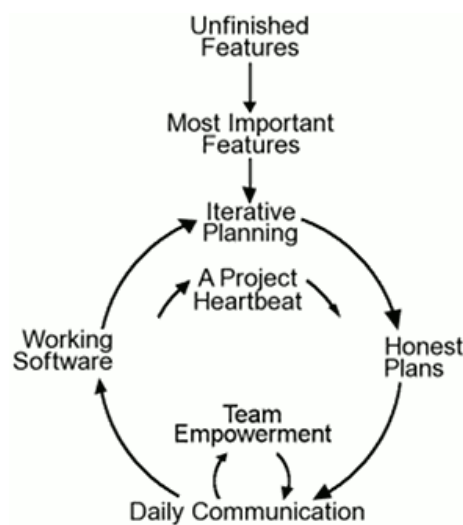 Unfinished
Features
Most Important
Features
Iterative
Planning
A Project
Heartbeat
Working
Software
Honest
Plans
Team
Empowerment
Daily Communication